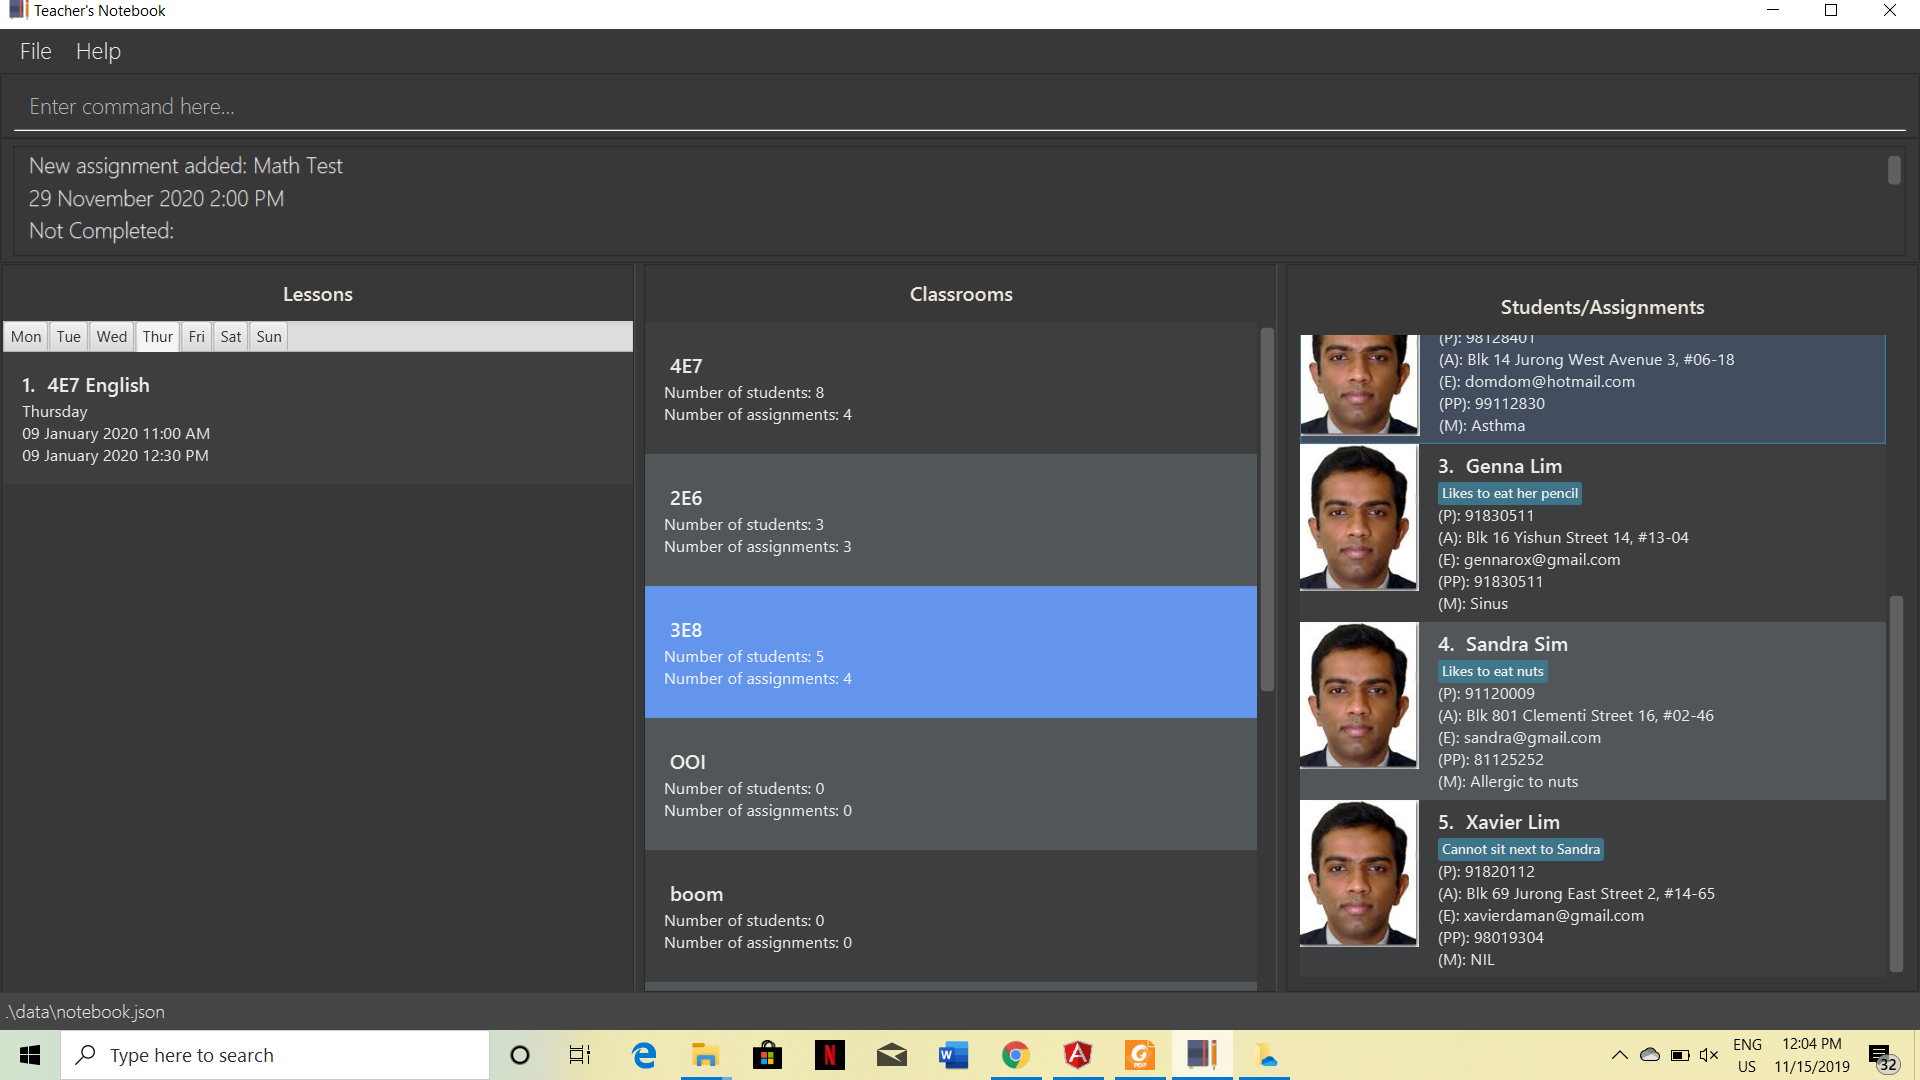 Teacher's Notebook
File Help
Enter command here...
New assignment added: Math Test
29 November 2020 2:00 PM
Not Completed:
Lessons
Mon Tue Wed Thur Fri Sat Sun
1. 4E7 English
Thursday
09 January 2020 11:00 AM
09 January 2020 12:30 PM
Classrooms
4E7
Number of students: 8
Number of assignments: 4
2E6
Number of students: 3
Number of assignments: 3
3E8
Number of students: 5
Number of assignments: 4
OOI
Number of students: 0
Number of assignments: 0
boom
Number of students: 0
Number of assignments: 0
Students/Assignments
(P): 98128401
(A): Blk 14 Jurong West Avenue 3, #06-18
(E): domdom@hotmail.com
(PP): 99112830
(M): Asthma
3. Genna Lim
Likes to eat her pencil
(P): 91830511
(A): Blk 16 Yishun Street 14, #13-04
(E): gennarox@gmail.com
(PP): 91830511
(M): Sinus
4. Sandra Sim
Likes to eat nuts
(P): 91120009
(A): Blk 801 Clementi Street 16, #02-46
(E): sandra@gmail.com
(PP): 81125252
(M): Allergic to nuts
5. Xavier Lim
Cannot sit next to Sandra
(P): 91820112
(A): Blk 69 Jurong East Street 2, #14-65
(E): xavierdaman@gmail.com
(PP): 98019304
(M): NIL
.\data\notebook.json
Type here to search
ENG
US
12:04 PM
11/15/2019
32